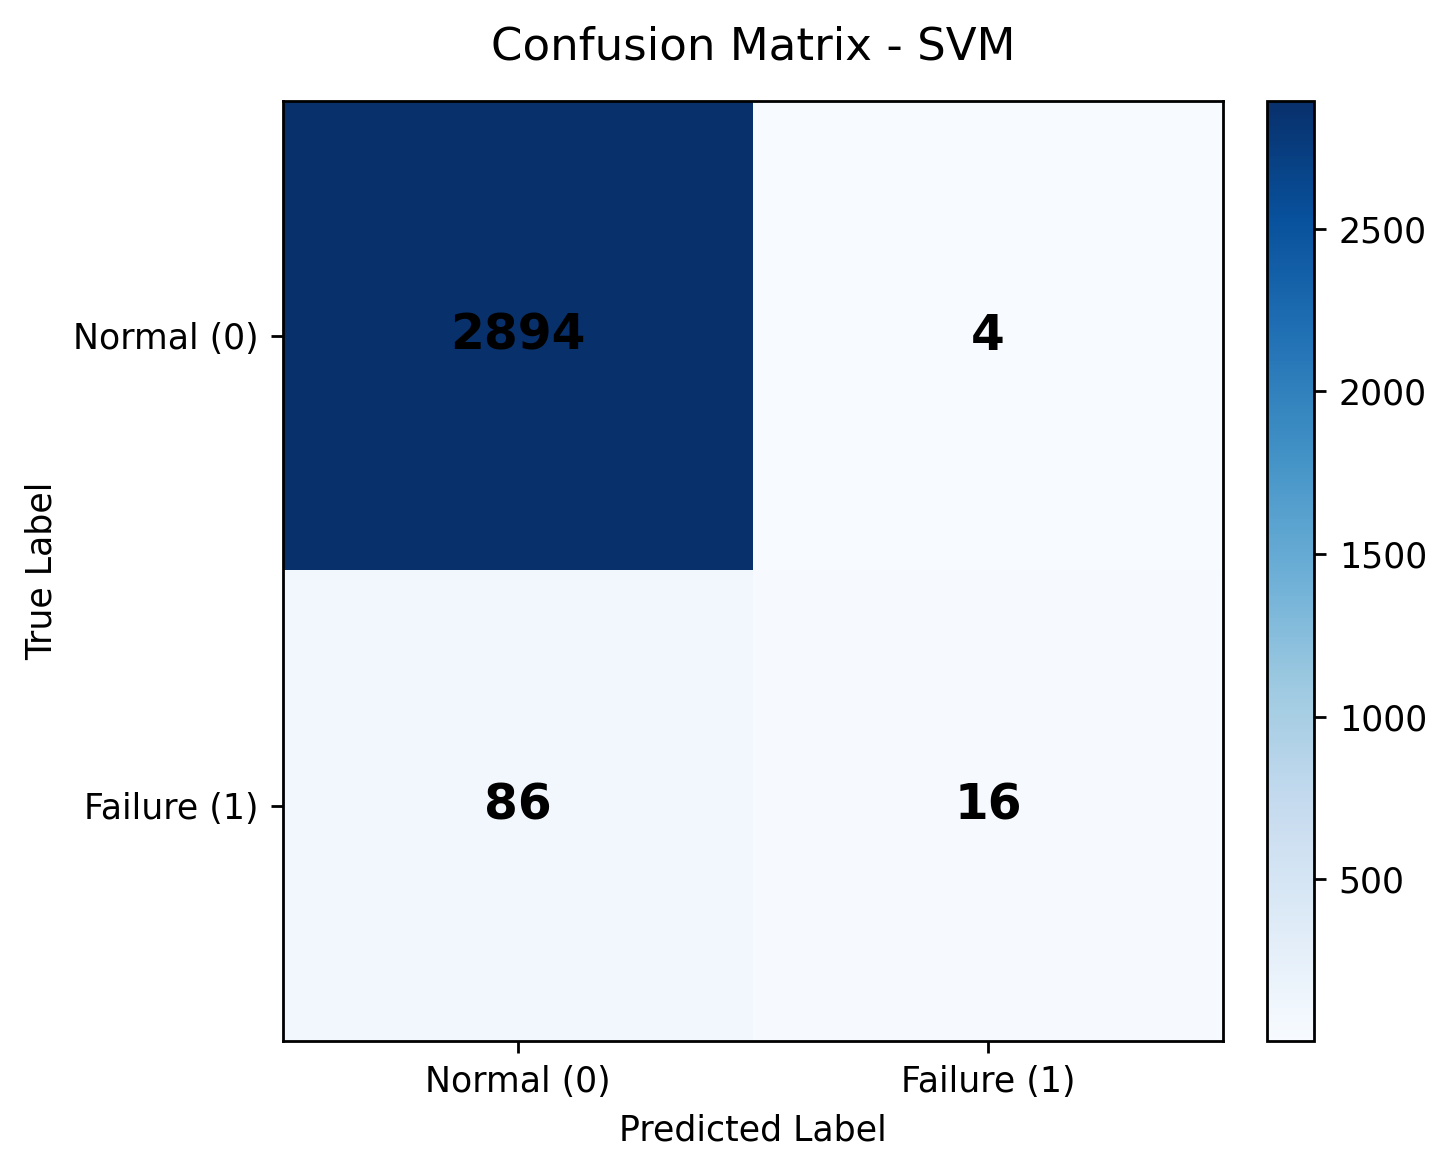 Confusion Matrix - SVM
True Label
Normal (0)
Failure (1)
2894
4
86
16
Normal (0)
Failure (1)
Predicted Label
2500
2000
1500
1000
500